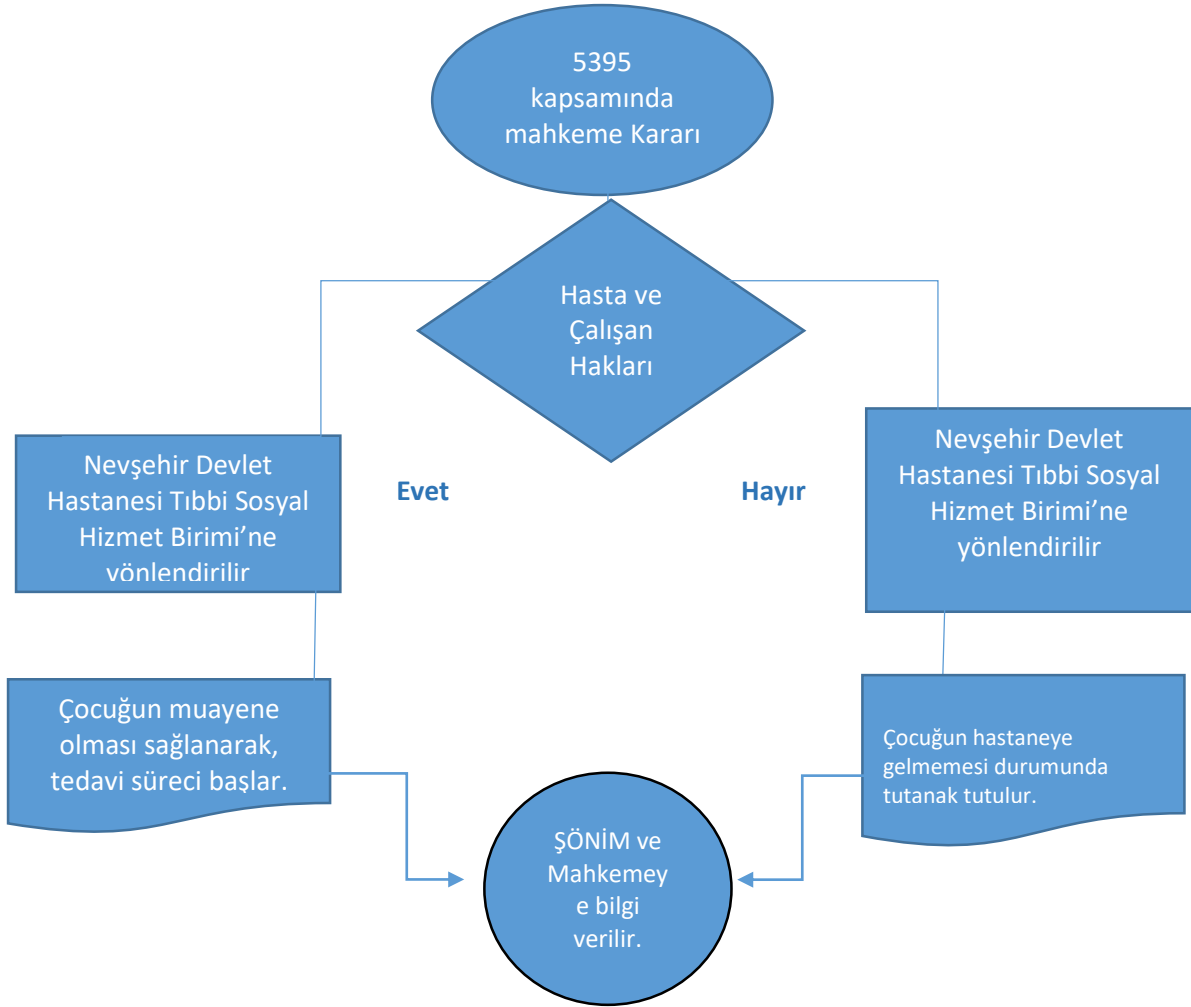 5395
kapsamında
mahkeme Kararı
Hasta ve
Çalışan
Hakları
Nevşehir Devlet
Hastanesi Tıbbi Sosyal
Hizmet Birimi’ne
yönlendirilir
Evet
Hayır
Nevşehir Devlet
Hastanesi Tıbbi Sosyal
Hizmet Birimi’ne
yönlendirilir
Çocuğun muayene
olması sağlanarak,
tedavi süreci başlar.
Çocuğun hastaneye
gelmemesi durumunda
tutanak tutulur.
ŞÖNİM ve
Mahkemey
e bilgi
verilir.